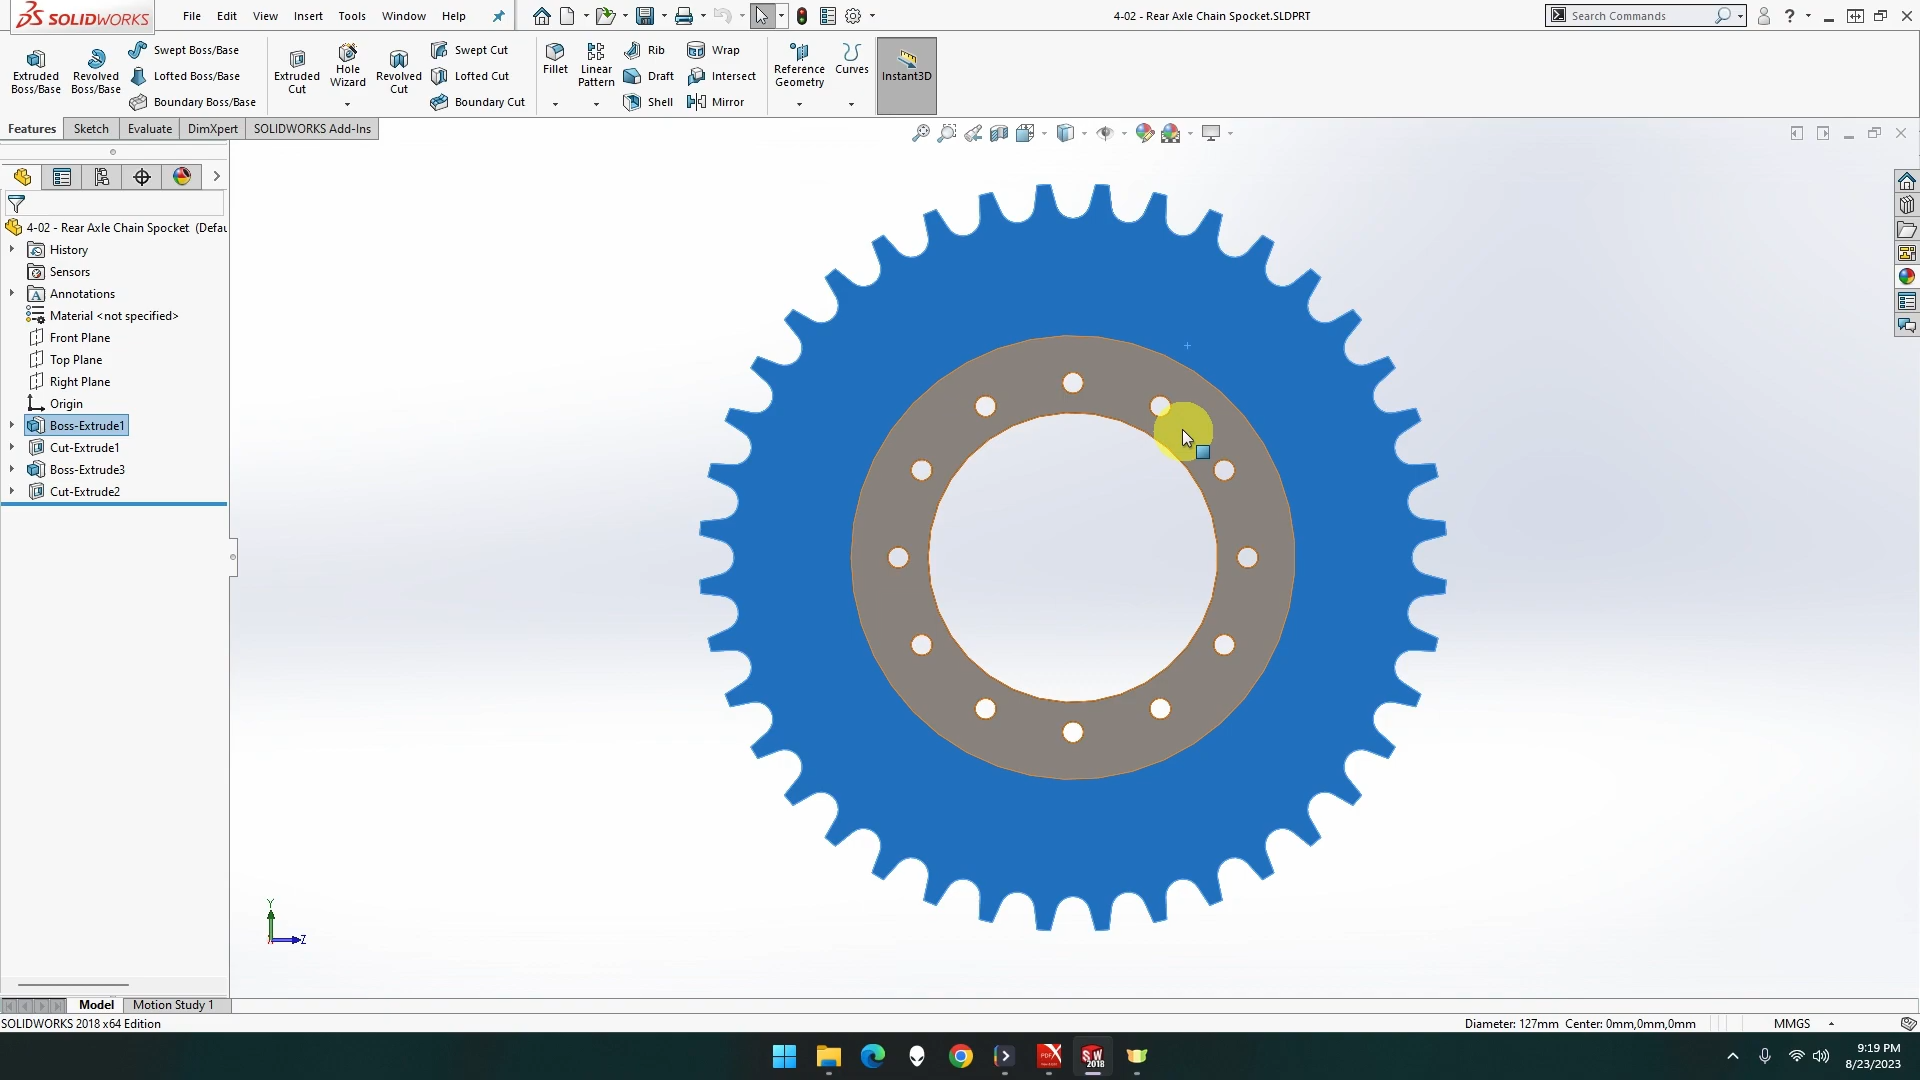 SOLIDWORKS File Edit View Insert Tools Window Help 4-02 - Rear Axle Chain Spocket.SLDPRT Search Commands
Extruded Boss/Base
Revolved Boss/Base
Swept Boss/Base
Lofted Boss/Base
Boundary Boss/Base
Extruded Cut
Hole Wizard
Revolved Cut
Swept Cut
Lofted Cut
Boundary Cut
Fillet
Linear Pattern
Rib
Draft
Shell
Wrap
Intersect
Mirror
Reference Geometry
Curves
Instant3D
Features Sketch Evaluate DimXpert SOLIDWORKS Add-Ins
4-02 - Rear Axle Chain Spocket (Defau
History
Sensors
Annotations
Material <not specified>
Front Plane
Top Plane
Right Plane
Origin
Boss-Extrude1
Cut-Extrude1
Boss-Extrude3
Cut-Extrude2
Y
Z
Model Motion Study 1
SOLIDWORKS 2018 x64 Edition Diameter: 127mm Center: 0mm,0mm,0mm MMGS
PDF
SW
2018
9:19 PM
8/23/2023